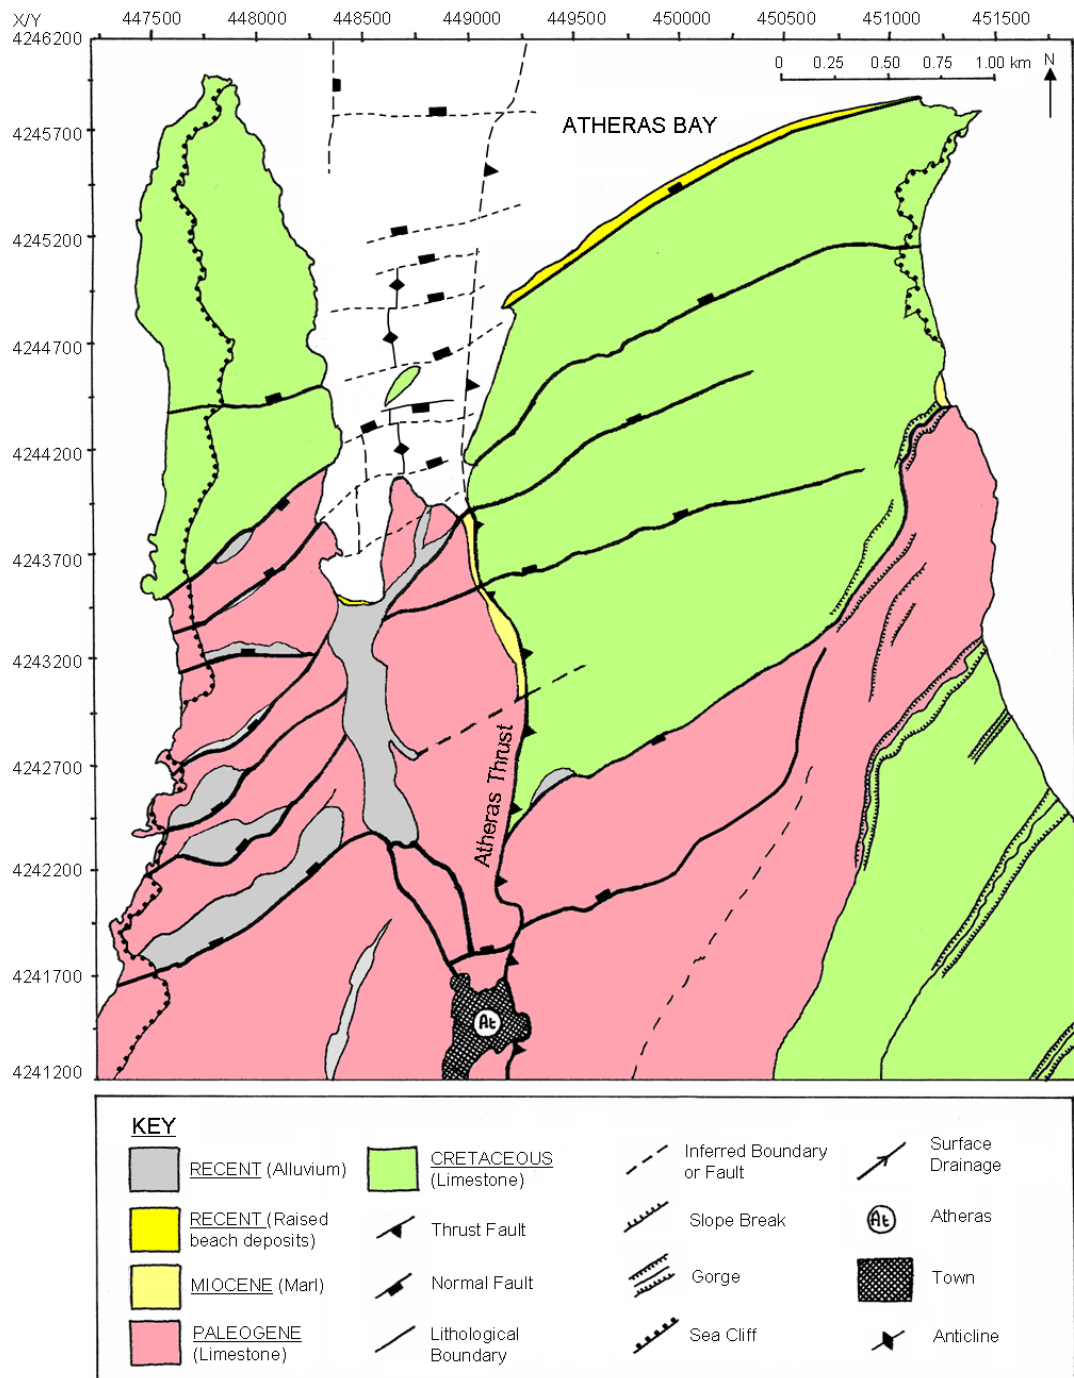 X/Y 447500 448000 448500 449000 449500 450000 450500 451000 451500
4246200
0 0.25 0.50 0.75 1.00 km N
ATHERAS BAY
4245700
4245200
4244700
4244200
4243700
4243200
4242700
Atheras Thrust
4242200
4241700
At
4241200
KEY
RECENT (Alluvium)
RECENT (Raised
beach deposits)
MIOCENE (Marl)
PALEOGENE
(Limestone)
CRETACEOUS
(Limestone)
Thrust Fault
Normal Fault
Lithological
Boundary
Inferred Boundary
or Fault
Slope Break
Gorge
Sea Cliff
Surface
Drainage
At Atheras
Town
Anticline